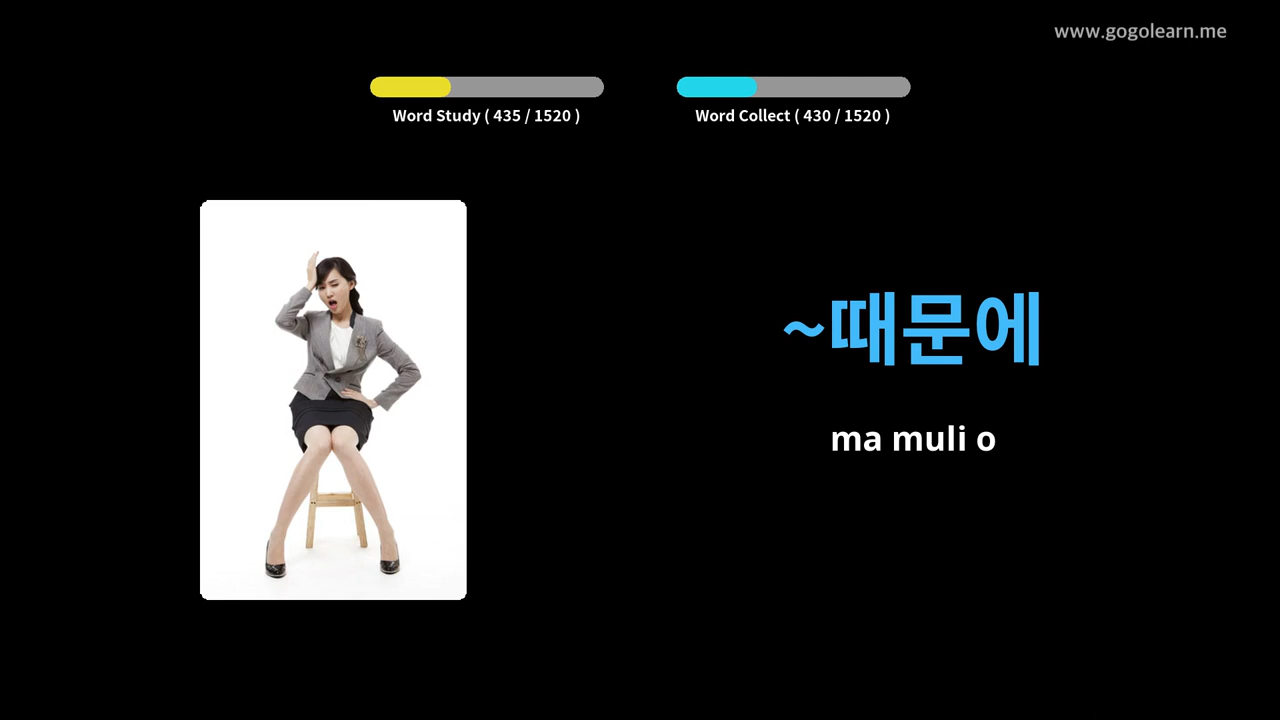 www.gogolearn.me
Word Study ( 435 / 1520 )
Word Collect ( 430 / 1520 )
~때문에
ma muli o